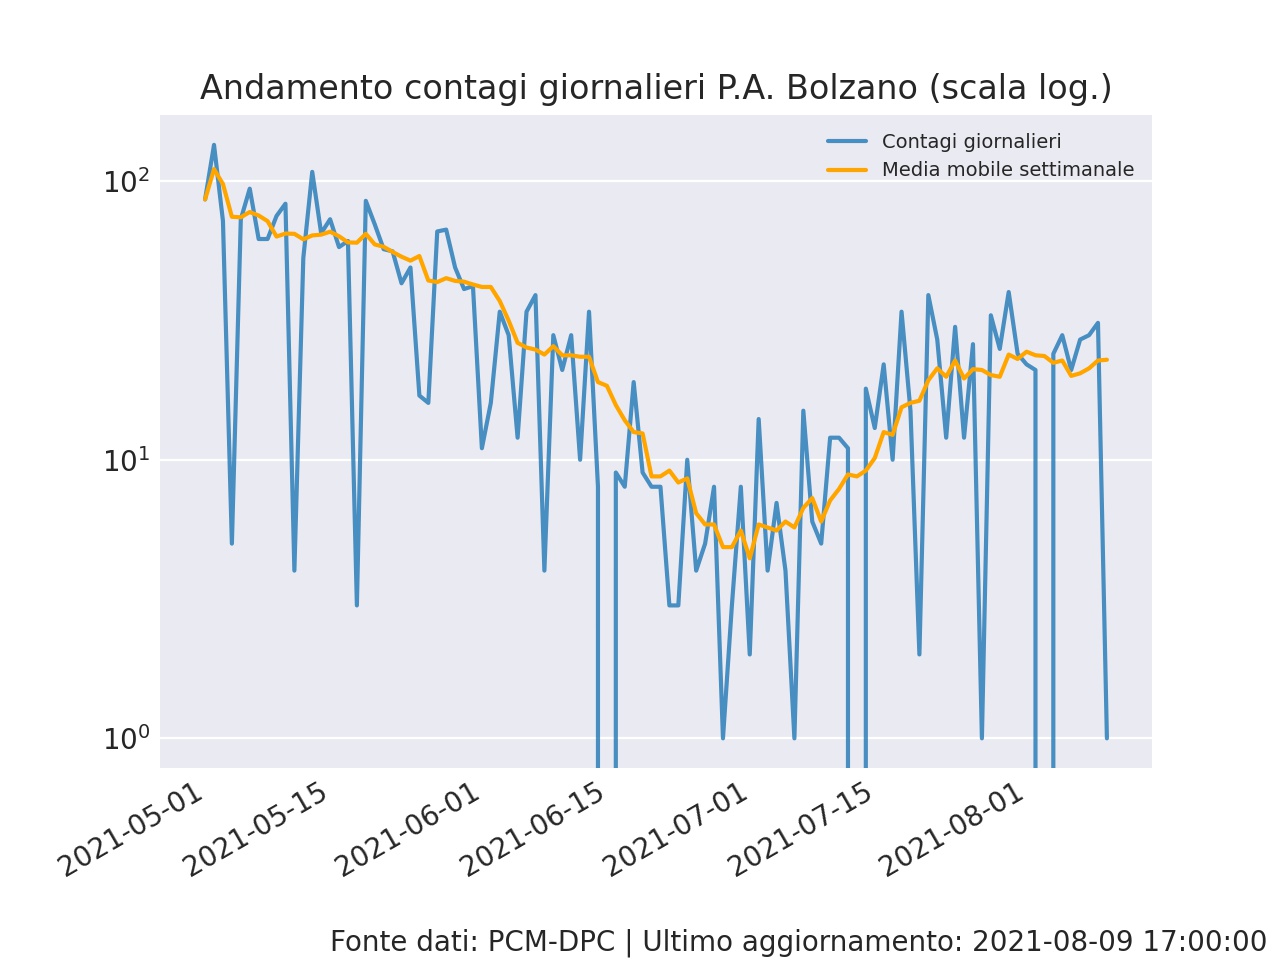 Andamento contagi giornalieri P.A. Bolzano (scala log.)
Contagi giornalieri
Media mobile settimanale
10²
10¹
10⁰
2021-05-01
2021-05-15
2021-06-01
2021-06-15
2021-07-01
2021-07-15
2021-08-01
Fonte dati: PCM-DPC | Ultimo aggiornamento: 2021-08-09 17:00:00